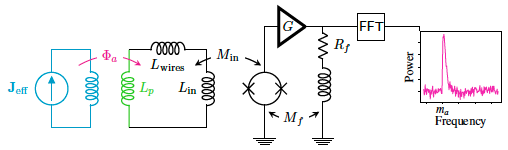 J_eff
Φ_a
L_p
L_wires
L_in
M_in
G
R_f
M_f
FFT
Power
m_a
Frequency